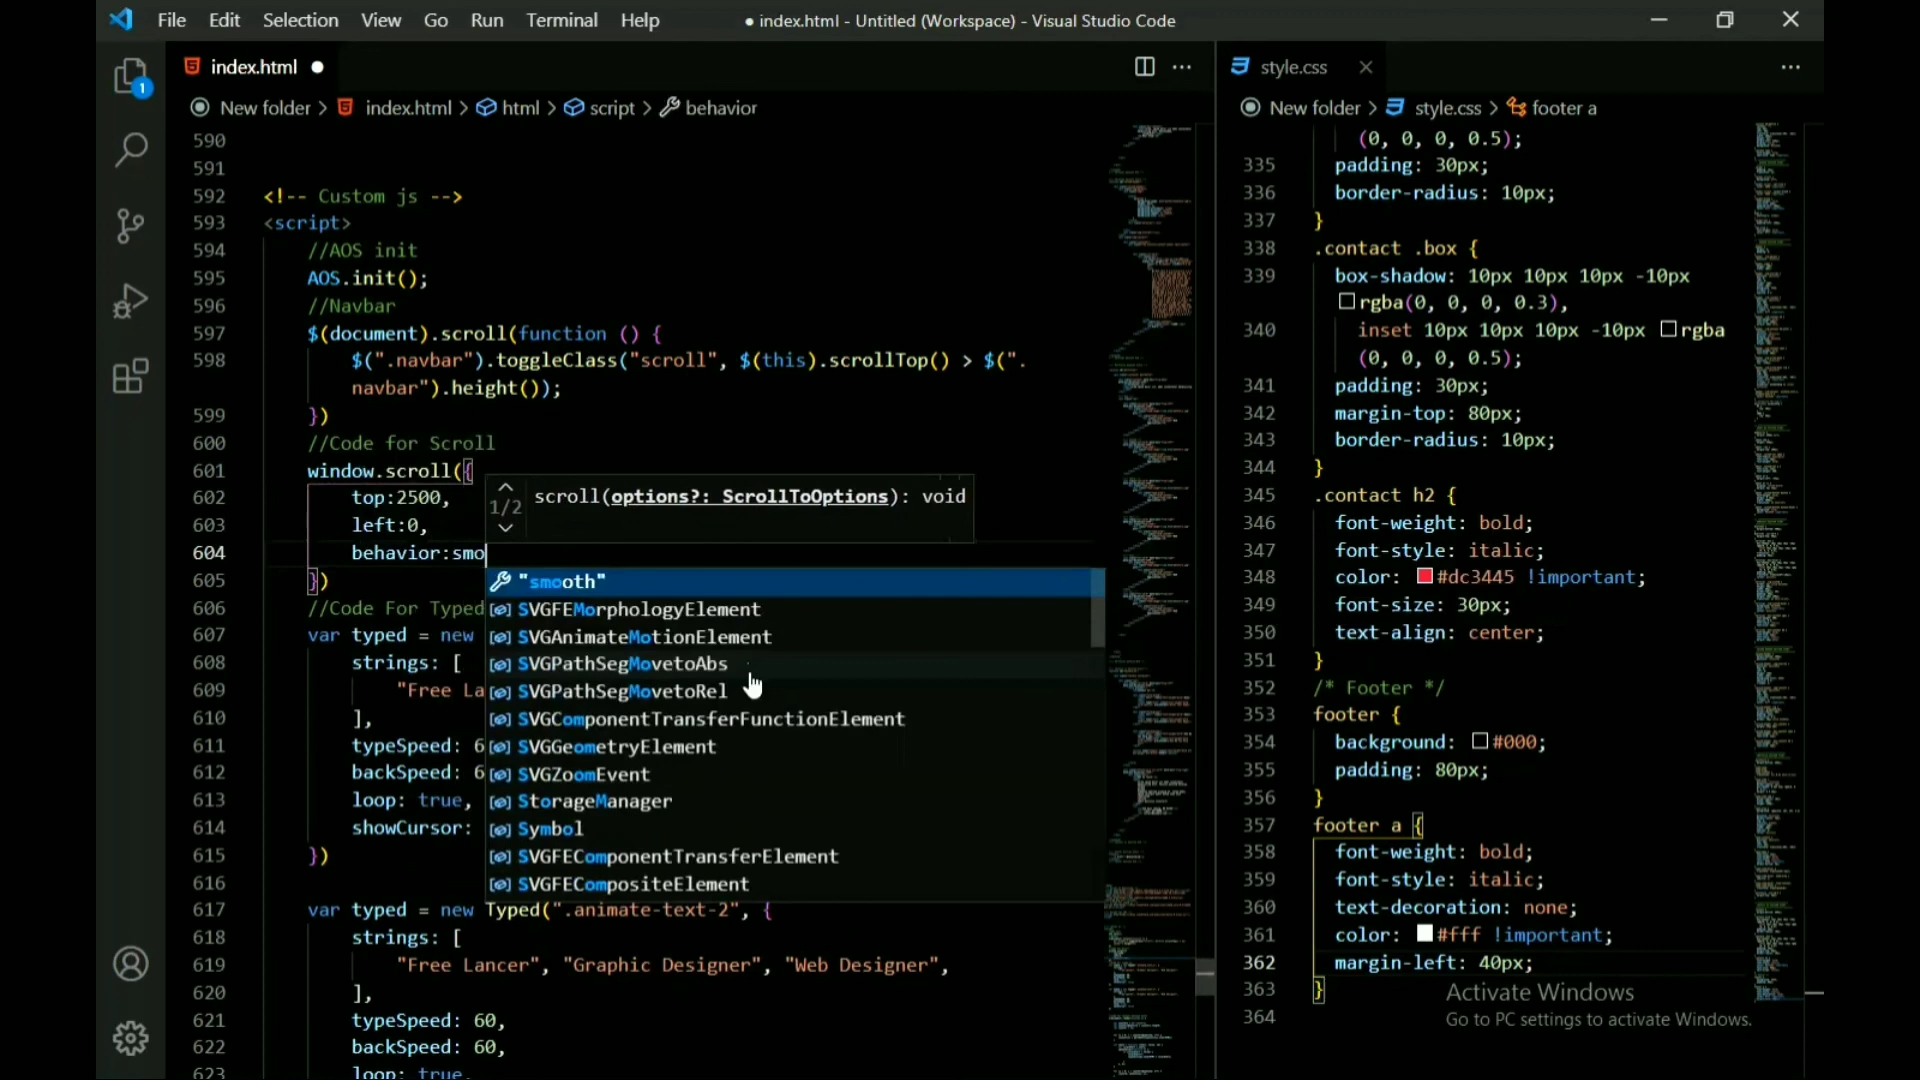 File Edit Selection View Go Run Terminal Help ● index.html - Untitled (Workspace) - Visual Studio Code
index.html ●
New folder > index.html > html > script > behavior
590
591
592 <!-- Custom js -->
593 <script>
594 //AOS init
595 AOS.init();
596 //Navbar
597 $(document).scroll(function () {
598 $(".navbar").toggleClass("scroll", $(this).scrollTop() > $(".
navbar").height());
599 })
600 //Code for Scroll
601 window.scroll({
602 top:2500,
603 left:0,
604 behavior:smo
605 })
606 //Code For Typed
607 var typed = new
608 strings: [
609 "Free La
610 ],
611 typeSpeed: 6
612 backSpeed: 6
613 loop: true,
614 showCursor:
615 })
616
617 var typed = new Typed(".animate-text-2", {
618 strings: [
619 "Free Lancer", "Graphic Designer", "Web Designer",
620 ],
621 typeSpeed: 60,
622 backSpeed: 60,
623 loop: true,
1/2 scroll(options?: ScrollToOptions): void
"smooth"
SVGFEMorphologyElement
SVGAnimateMotionElement
SVGPathSegMovetoAbs
SVGPathSegMovetoRel
SVGComponentTransferFunctionElement
SVGGeometryElement
SVGZoomEvent
StorageManager
Symbol
SVGFEComponentTransferElement
SVGFECompositeElement
1
style.css
New folder > style.css > footer a
(0, 0, 0, 0.5);
335 padding: 30px;
336 border-radius: 10px;
337 }
338 .contact .box {
339 box-shadow: 10px 10px 10px -10px
rgba(0, 0, 0, 0.3),
340 inset 10px 10px 10px -10px rgba
(0, 0, 0, 0.5);
341 padding: 30px;
342 margin-top: 80px;
343 border-radius: 10px;
344 }
345 .contact h2 {
346 font-weight: bold;
347 font-style: italic;
348 color: #dc3445 !important;
349 font-size: 30px;
350 text-align: center;
351 }
352 /* Footer */
353 footer {
354 background: #000;
355 padding: 80px;
356 }
357 footer a {
358 font-weight: bold;
359 font-style: italic;
360 text-decoration: none;
361 color: #fff !important;
362 margin-left: 40px;
363 }
364
Activate Windows
Go to PC settings to activate Windows.